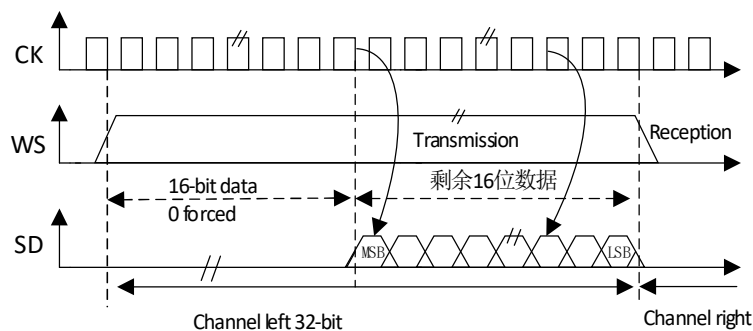 CK
WS
Transmission
Reception
16-bit data
0 forced
剩余16位数据
SD
MSB
LSB
Channel left 32-bit
Channel right